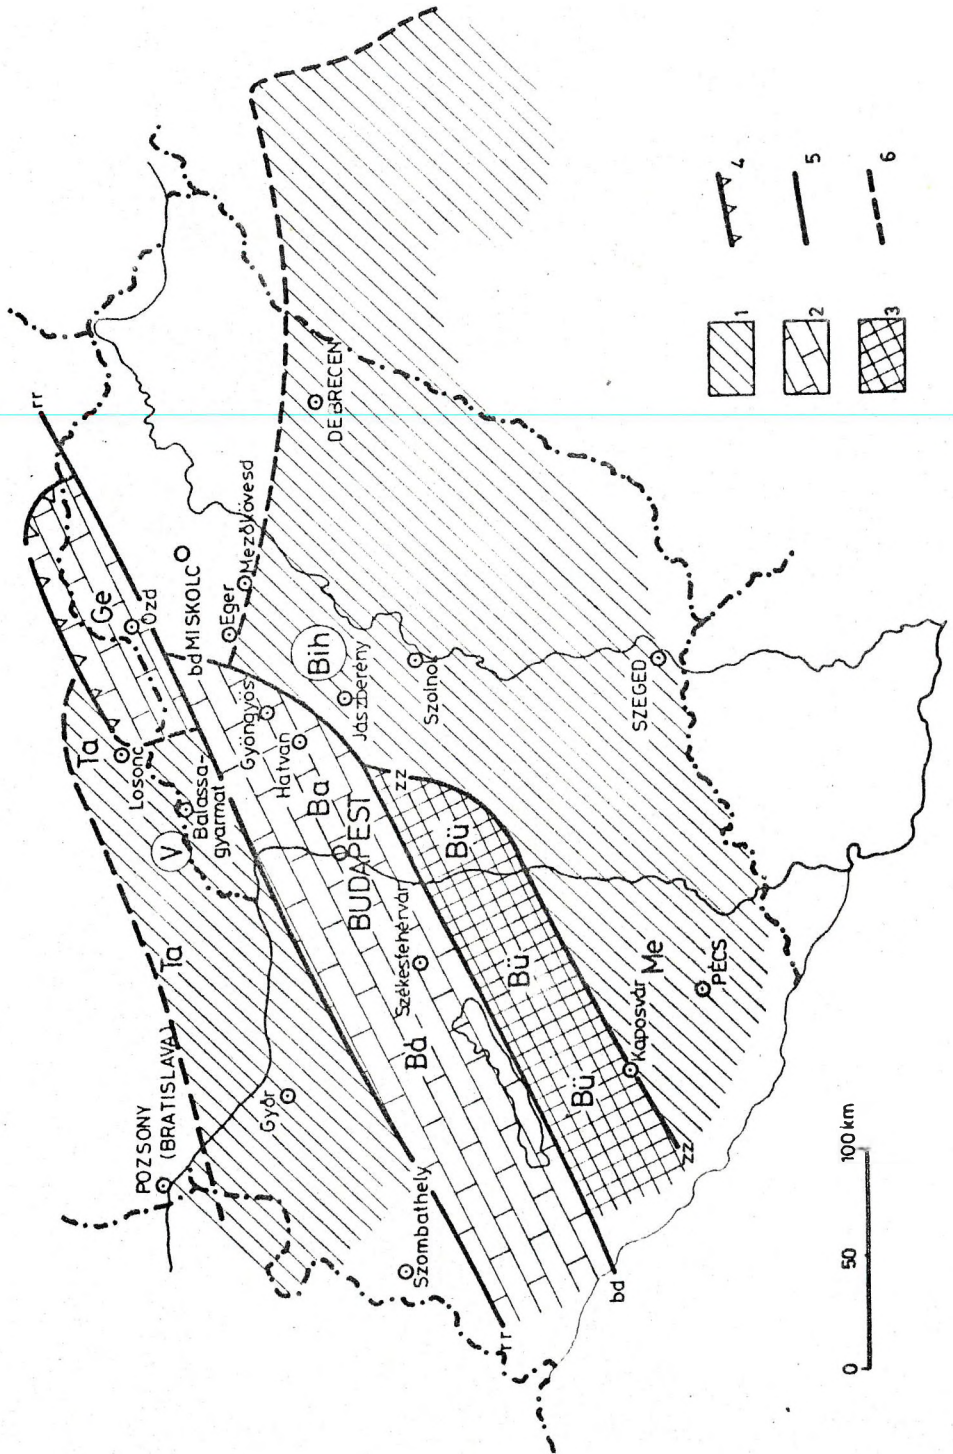 rr
Ta
Ge
Losonc
POZSONY
(BRATISLAVA)
Ózd
Ta
V
Balassa-
gyarmat
bd MISKOLC
Eger
Mezőkövesd
Gyöngyös
Győr
Hatvan
Bih
Ba
DEBRECEN
Jászberény
BUDAPEST
Székesfehérvár
zz
Ba
Szombathely
Szolnok
Bü
rr
Bü
Bü
bd
Kaposvár
Me
SZEGED
zz
PÉCS
1
4
2
5
3
6
0 50 100 km